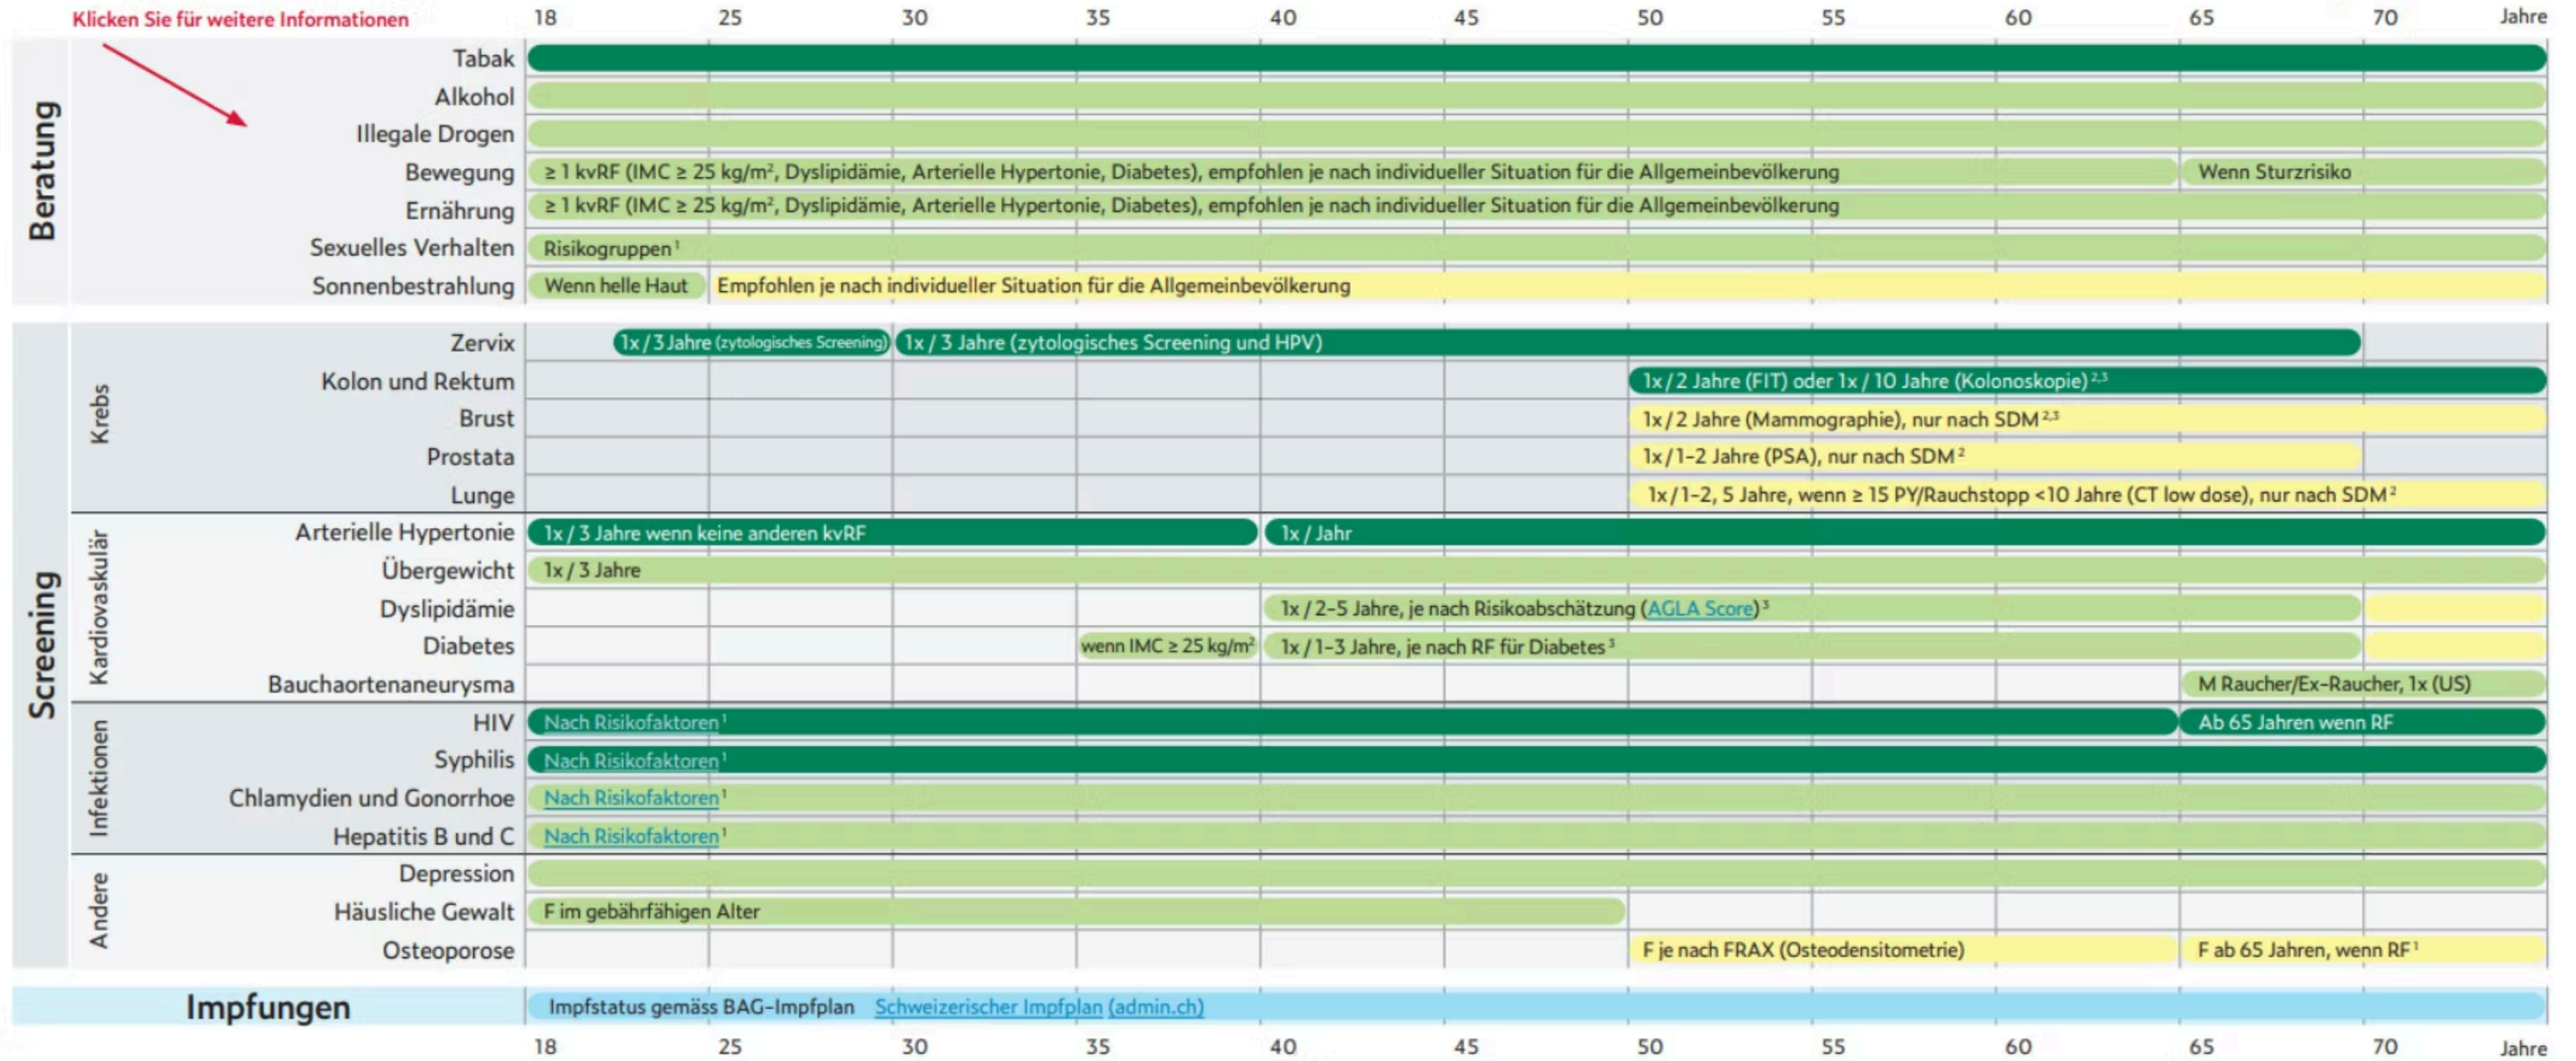 Klicken Sie für weitere Informationen
18 25 30 35 40 45 50 55 60 65 70 Jahre
Beratung
Tabak
Alkohol
Illegale Drogen
Bewegung ≥ 1 kvRF (IMC ≥ 25 kg/m², Dyslipidämie, Arterielle Hypertonie, Diabetes), empfohlen je nach individueller Situation für die Allgemeinbevölkerung Wenn Sturzrisiko
Ernährung ≥ 1 kvRF (IMC ≥ 25 kg/m², Dyslipidämie, Arterielle Hypertonie, Diabetes), empfohlen je nach individueller Situation für die Allgemeinbevölkerung
Sexuelles Verhalten Risikogruppen¹
Sonnenbestrahlung Wenn helle Haut Empfohlen je nach individueller Situation für die Allgemeinbevölkerung
Screening
Krebs
Zervix 1x / 3 Jahre (zytologisches Screening) 1x / 3 Jahre (zytologisches Screening und HPV)
Kolon und Rektum 1x / 2 Jahre (FIT) oder 1x / 10 Jahre (Kolonoskopie)²,³
Brust 1x / 2 Jahre (Mammographie), nur nach SDM²,³
Prostata 1x / 1–2 Jahre (PSA), nur nach SDM²
Lunge 1x / 1–2, 5 Jahre, wenn ≥ 15 PY/Rauchstopp <10 Jahre (CT low dose), nur nach SDM²
Kardiovaskulär
Arterielle Hypertonie 1x / 3 Jahre wenn keine anderen kvRF 1x / Jahr
Übergewicht 1x / 3 Jahre
Dyslipidämie 1x / 2–5 Jahre, je nach Risikoabschätzung (AGLA Score)³
Diabetes wenn IMC ≥ 25 kg/m² 1x / 1–3 Jahre, je nach RF für Diabetes³
Bauchaortenaneurysma M Raucher/Ex-Raucher, 1x (US)
Infektionen
HIV Nach Risikofaktoren¹ Ab 65 Jahren wenn RF
Syphilis Nach Risikofaktoren¹
Chlamydien und Gonorrhoe Nach Risikofaktoren¹
Hepatitis B und C Nach Risikofaktoren¹
Andere
Depression
Häusliche Gewalt F im gebährfähigen Alter
Osteoporose F je nach FRAX (Osteodensitometrie) F ab 65 Jahren, wenn RF¹
Impfungen Impfstatus gemäss BAG-Impfplan Schweizerischer Impfplan (admin.ch)
18 25 30 35 40 45 50 55 60 65 70 Jahre